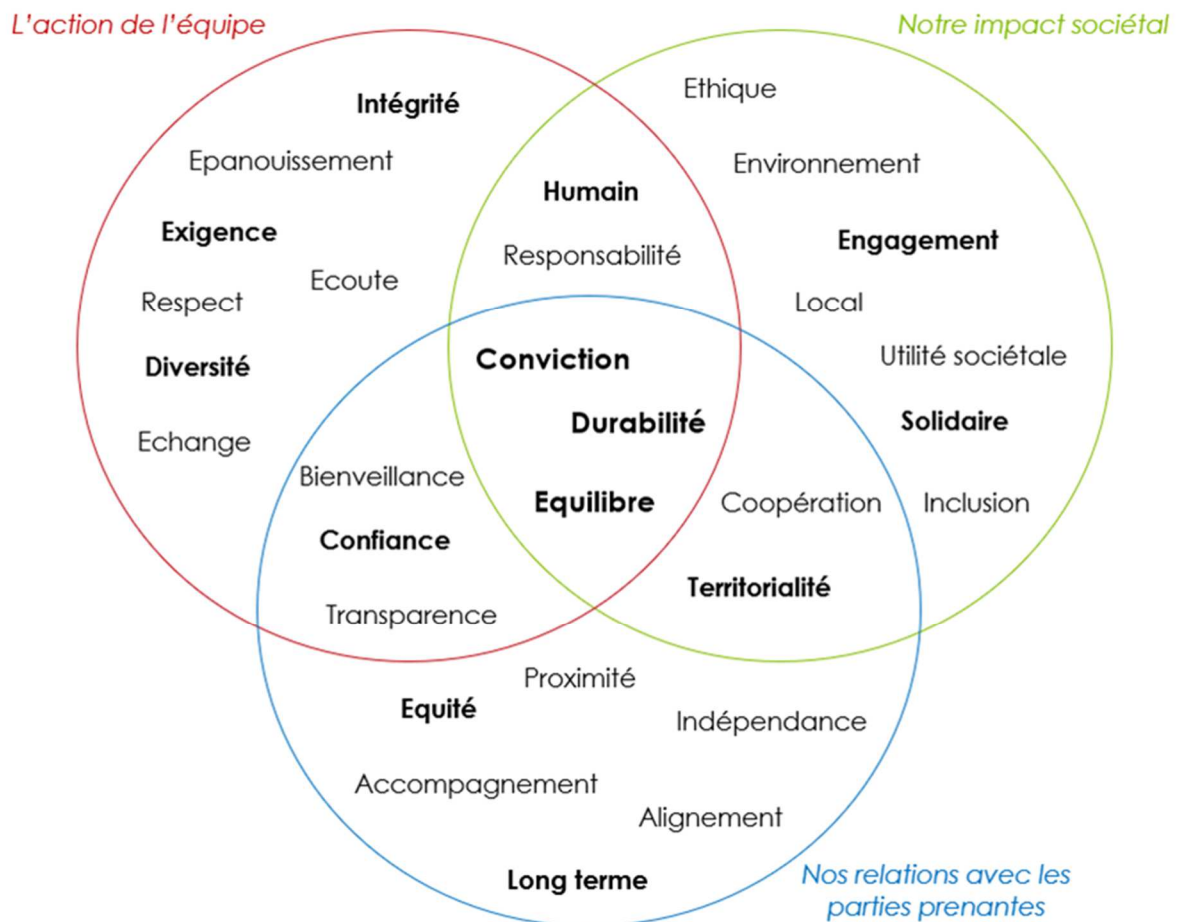 L'action de l'équipe
Notre impact sociétal
Ethique
Intégrité
Epanouissement
Environnement
Humain
Exigence
Engagement
Responsabilité
Ecoute
Respect
Local
Conviction
Utilité sociétale
Diversité
Durabilité
Solidaire
Echange
Bienveillance
Equilibre
Coopération
Inclusion
Confiance
Territorialité
Transparence
Proximité
Equité
Indépendance
Accompagnement
Alignement
Long terme
Nos relations avec les
parties prenantes